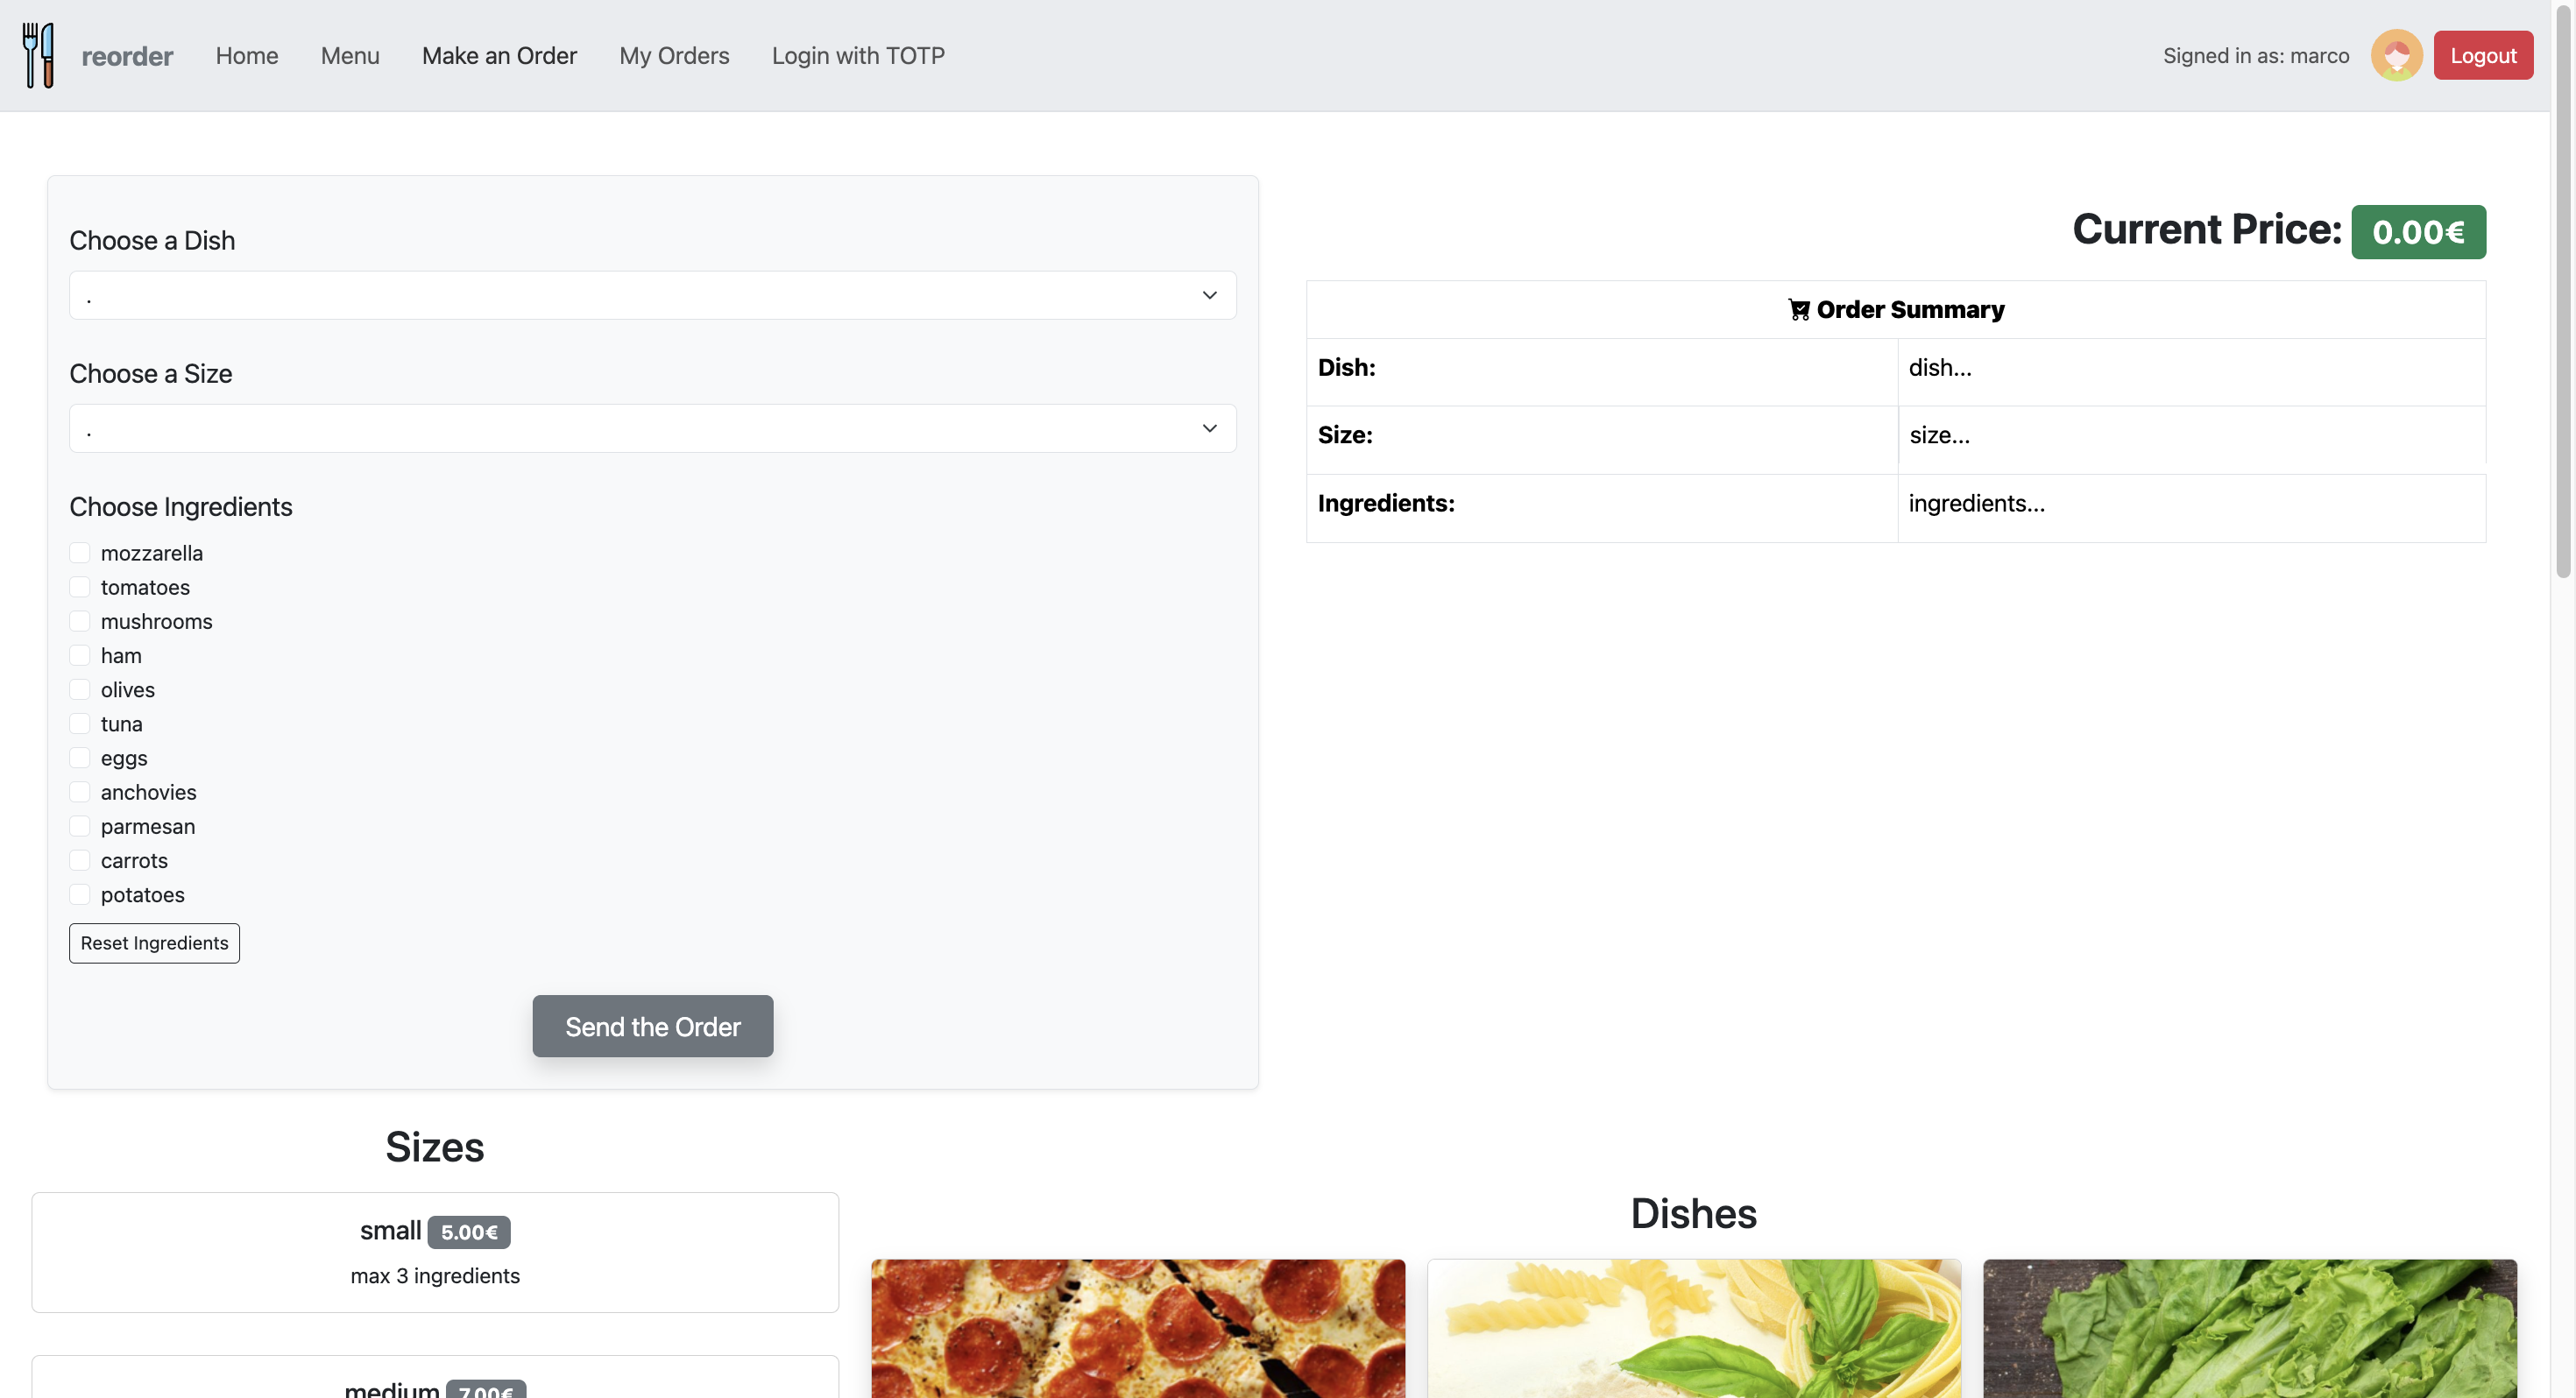 reorder Home Menu Make an Order My Orders Login with TOTP Signed in as: marco Logout
Choose a Dish
.
Choose a Size
.
Choose Ingredients
mozzarella
tomatoes
mushrooms
ham
olives
tuna
eggs
anchovies
parmesan
carrots
potatoes
Reset Ingredients
Send the Order
Current Price: 0.00€
Order Summary
Dish: dish...
Size: size...
Ingredients: ingredients...
Sizes
small 5.00€
max 3 ingredients
medium 7.00€
Dishes